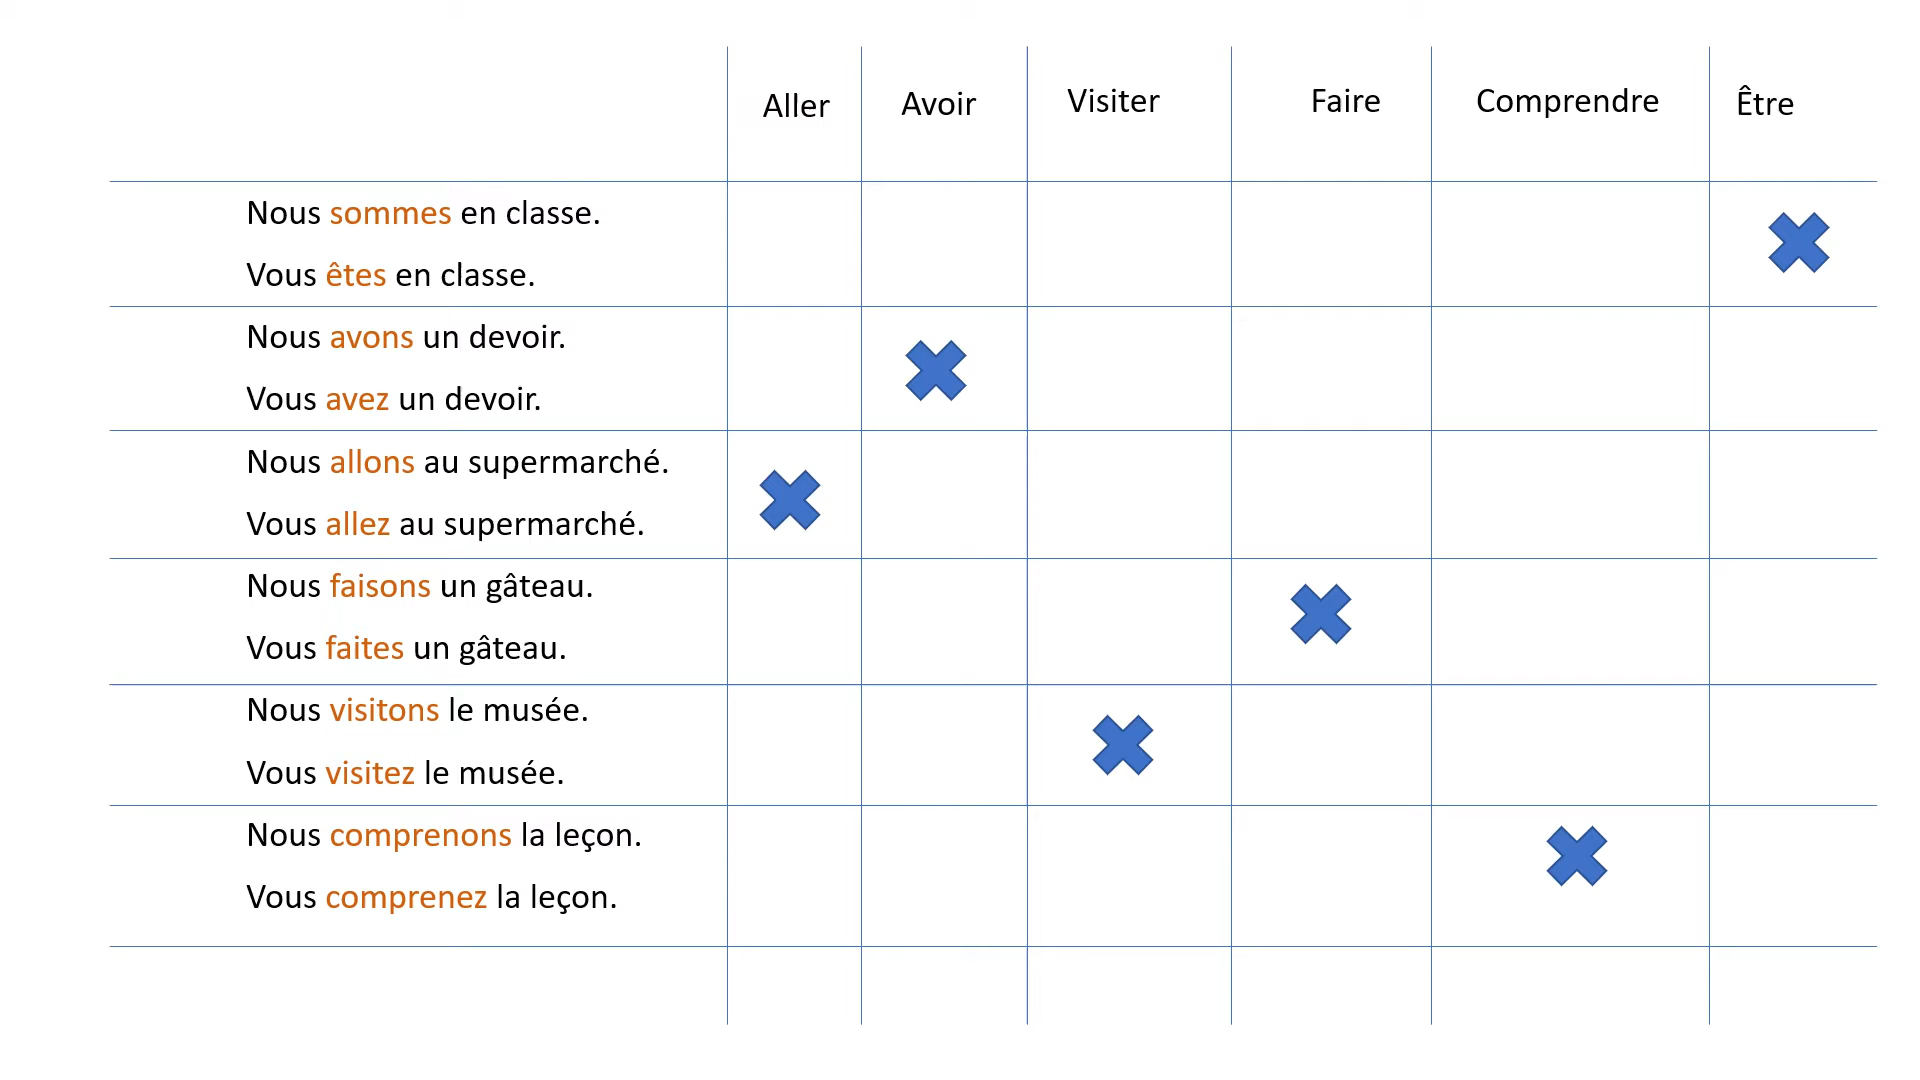 Aller Avoir Visiter Faire Comprendre Être
Nous sommes en classe.
Vous êtes en classe.
Nous avons un devoir.
Vous avez un devoir.
Nous allons au supermarché.
Vous allez au supermarché.
Nous faisons un gâteau.
Vous faites un gâteau.
Nous visitons le musée.
Vous visitez le musée.
Nous comprenons la leçon.
Vous comprenez la leçon.